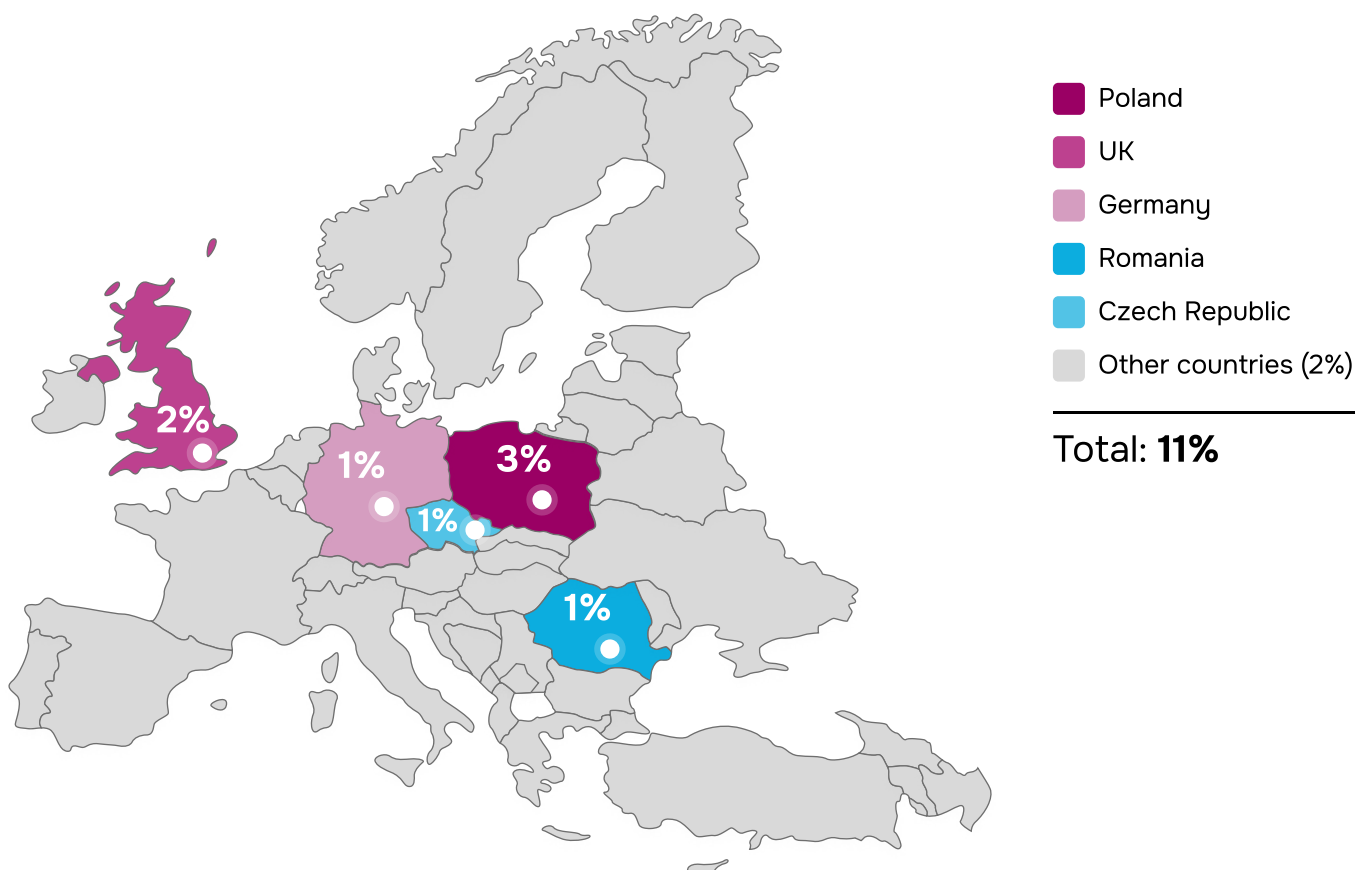 Poland
UK
Germany
Romania
Czech Republic
Other countries (2%)
Total: 11%
2%
1%
3%
1%
1%